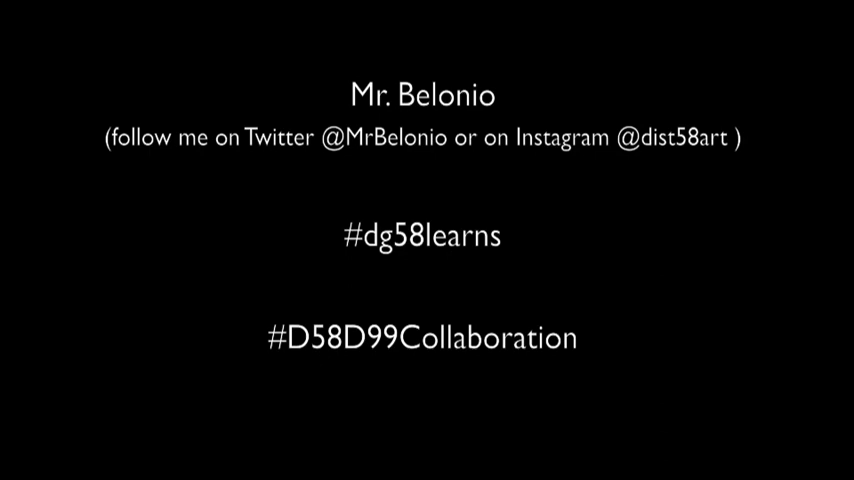 Mr. Belonio
(follow me on Twitter @MrBelonio or on Instagram @dist58art )
#dg58learns
#D58D99Collaboration